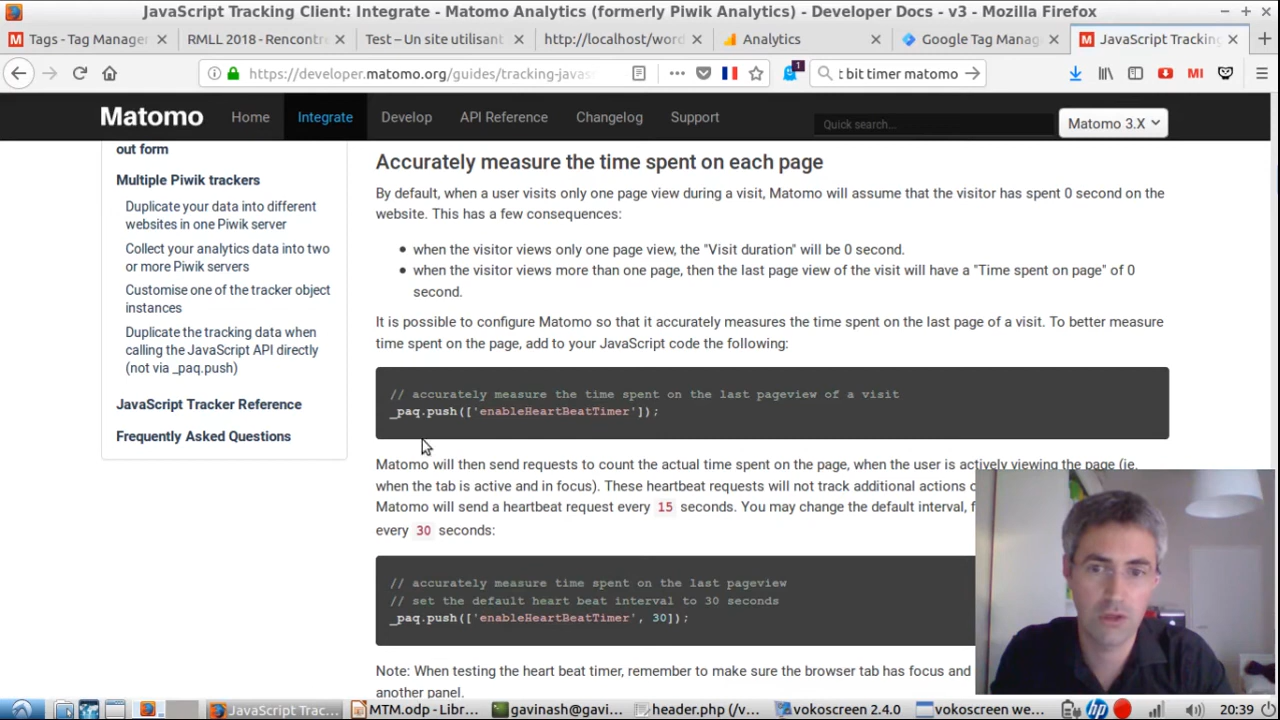 JavaScript Tracking Client: Integrate - Matomo Analytics (formerly Piwik Analytics) - Developer Docs - v3 - Mozilla Firefox
Tags - Tag Manage
RMLL 2018 - Rencontre
Test – Un site utilisant
http://localhost/word
Analytics
Google Tag Manag
JavaScript Tracking
https://developer.matomo.org/guides/tracking-javas
1
t bit timer matomo
MI
Matomo
Home
Integrate
Develop
API Reference
Changelog
Support
Quick search...
Matomo 3.X
out form
Multiple Piwik trackers
Duplicate your data into different
websites in one Piwik server
Collect your analytics data into two
or more Piwik servers
Customise one of the tracker object
instances
Duplicate the tracking data when
calling the JavaScript API directly
(not via _paq.push)
JavaScript Tracker Reference
Frequently Asked Questions
Accurately measure the time spent on each page
By default, when a user visits only one page view during a visit, Matomo will assume that the visitor has spent 0 second on the
website. This has a few consequences:
when the visitor views only one page view, the "Visit duration" will be 0 second.
when the visitor views more than one page, then the last page view of the visit will have a "Time spent on page" of 0
second.
It is possible to configure Matomo so that it accurately measures the time spent on the last page of a visit. To better measure
time spent on the page, add to your JavaScript code the following:
// accurately measure the time spent on the last pageview of a visit
_paq.push(['enableHeartBeatTimer']);
Matomo will then send requests to count the actual time spent on the page, when the user is actively viewing the page (ie.
when the tab is active and in focus). These heartbeat requests will not track additional actions
Matomo will send a heartbeat request every 15 seconds. You may change the default interval,
every 30 seconds:
// accurately measure time spent on the last pageview
// set the default heart beat interval to 30 seconds
_paq.push(['enableHeartBeatTimer', 30]);
Note: When testing the heart beat timer, remember to make sure the browser tab has focus and
another panel.
JavaScript Trac...
MTM.odp - Libr...
gavinash@gavi...
header.php (/v...
vokoscreen 2.4.0
vokoscreen we...
20:39